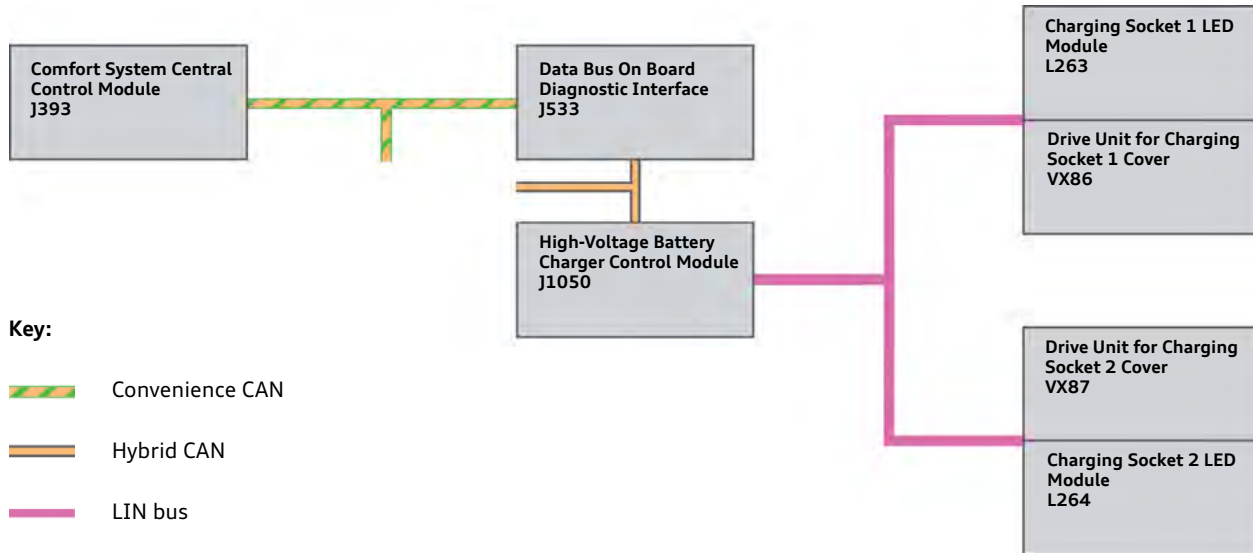 Comfort System Central
Control Module
J393
Data Bus On Board
Diagnostic Interface
J533
High-Voltage Battery
Charger Control Module
J1050
Charging Socket 1 LED
Module
L263
Drive Unit for Charging
Socket 1 Cover
VX86
Drive Unit for Charging
Socket 2 Cover
VX87
Charging Socket 2 LED
Module
L264
Key:
Convenience CAN
Hybrid CAN
LIN bus